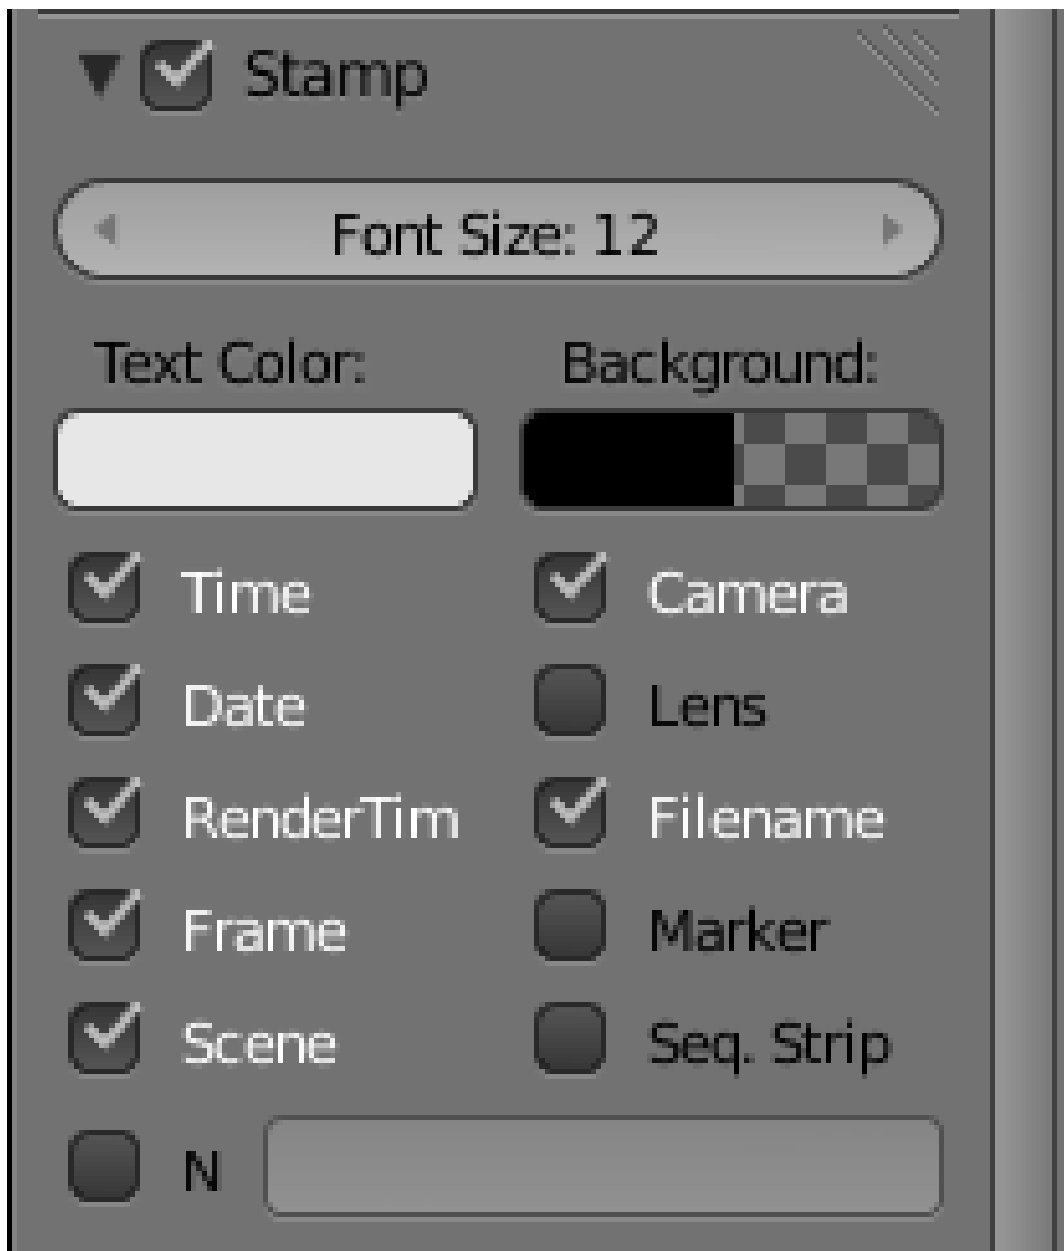 Stamp
Font Size: 12
Text Color: Background:
Time Camera
Date Lens
RenderTim Filename
Frame Marker
Scene Seq. Strip
N